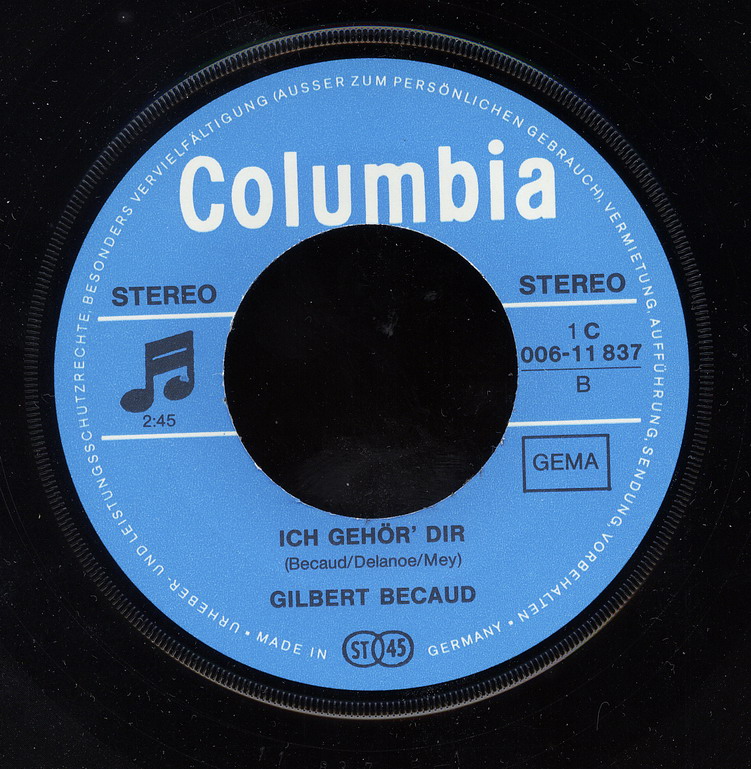 URHEBER- UND LEISTUNGSSCHUTZRECHTE, BESONDERS VERVIELFÄLTIGUNG (AUSSER ZUM PERSÖNLICHEN GEBRAUCH), VERMIETUNG, AUFFÜHRUNG, SENDUNG, VORBEHALTEN •
Columbia
STEREO
STEREO
1 C
006-11 837
B
2:45
GEMA
ICH GEHÖR' DIR
(Becaud/Delanoe/Mey)
GILBERT BECAUD
• MADE IN ST 45 GERMANY